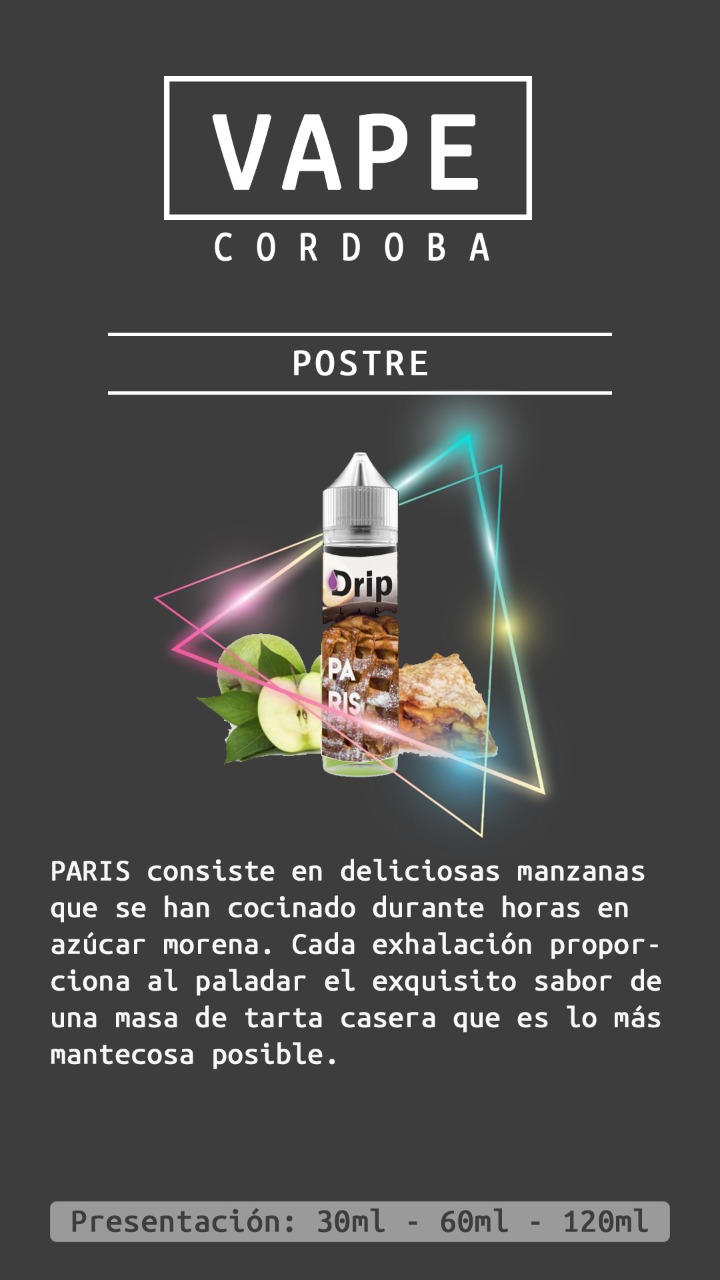 VAPE
CORDOBA
POSTRE
Drip
LAB
PA
RIS
PARIS consiste en deliciosas manzanas
que se han cocinado durante horas en
azúcar morena. Cada exhalación propor-
ciona al paladar el exquisito sabor de
una masa de tarta casera que es lo más
mantecosa posible.
Presentación: 30ml - 60ml - 120ml